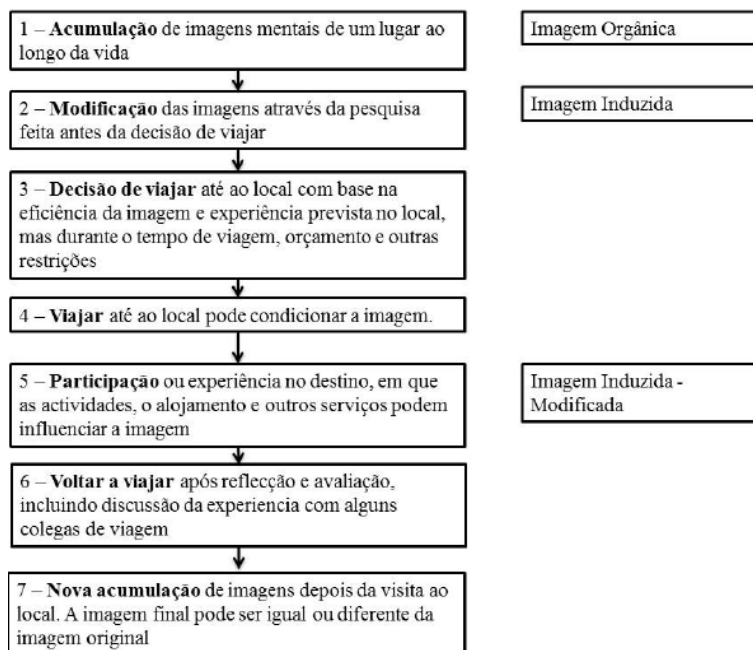 1 – Acumulação de imagens mentais de um lugar ao
longo da vida
Imagem Orgânica
2 – Modificação das imagens através da pesquisa
feita antes da decisão de viajar
Imagem Induzida
3 – Decisão de viajar até ao local com base na
eficiência da imagem e experiência prevista no local,
mas durante o tempo de viagem, orçamento e outras
restrições
4 – Viajar até ao local pode condicionar a imagem.
5 – Participação ou experiência no destino, em que
as actividades, o alojamento e outros serviços podem
influenciar a imagem
Imagem Induzida -
Modificada
6 – Voltar a viajar após reflecção e avaliação,
incluindo discussão da experiencia com alguns
colegas de viagem
7 – Nova acumulação de imagens depois da visita ao
local. A imagem final pode ser igual ou diferente da
imagem original